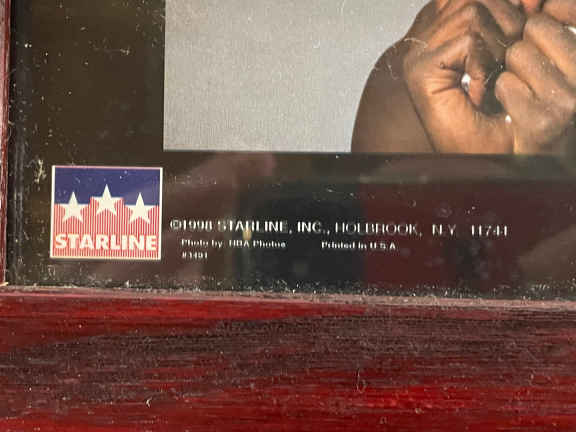 STARLINE
©1998 STARLINE, INC., HOLBROOK, N.Y. 11741
Photo by: NBA Photos Printed in U.S.A.
#3491